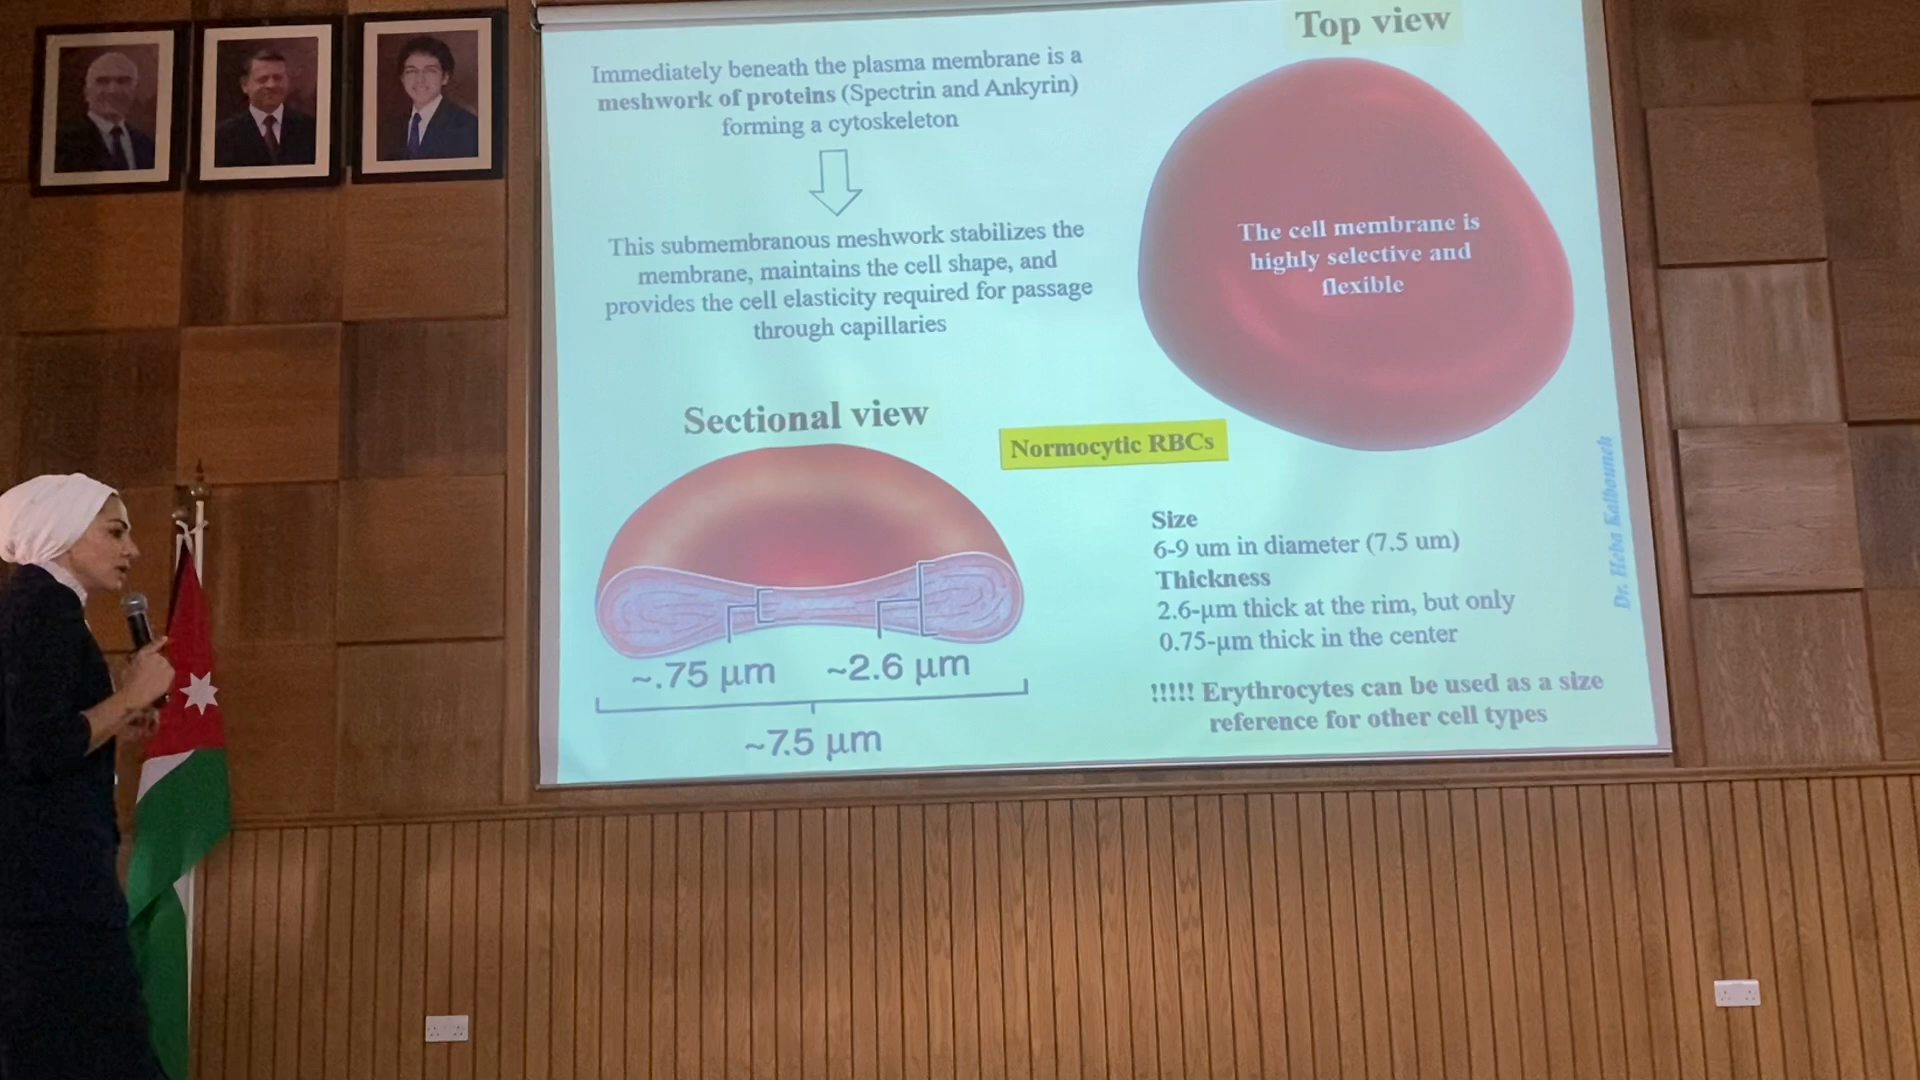 Top view
Immediately beneath the plasma membrane is a
meshwork of proteins (Spectrin and Ankyrin)
forming a cytoskeleton
This submembranous meshwork stabilizes the
membrane, maintains the cell shape, and
provides the cell elasticity required for passage
through capillaries
The cell membrane is
highly selective and
flexible
Sectional view
Normocytic RBCs
~.75 μm
~2.6 μm
~7.5 μm
Size
6-9 um in diameter (7.5 um)
Thickness
2.6-μm thick at the rim, but only
0.75-μm thick in the center
!!!!! Erythrocytes can be used as a size
reference for other cell types
Dr. Heba Kalbouneh